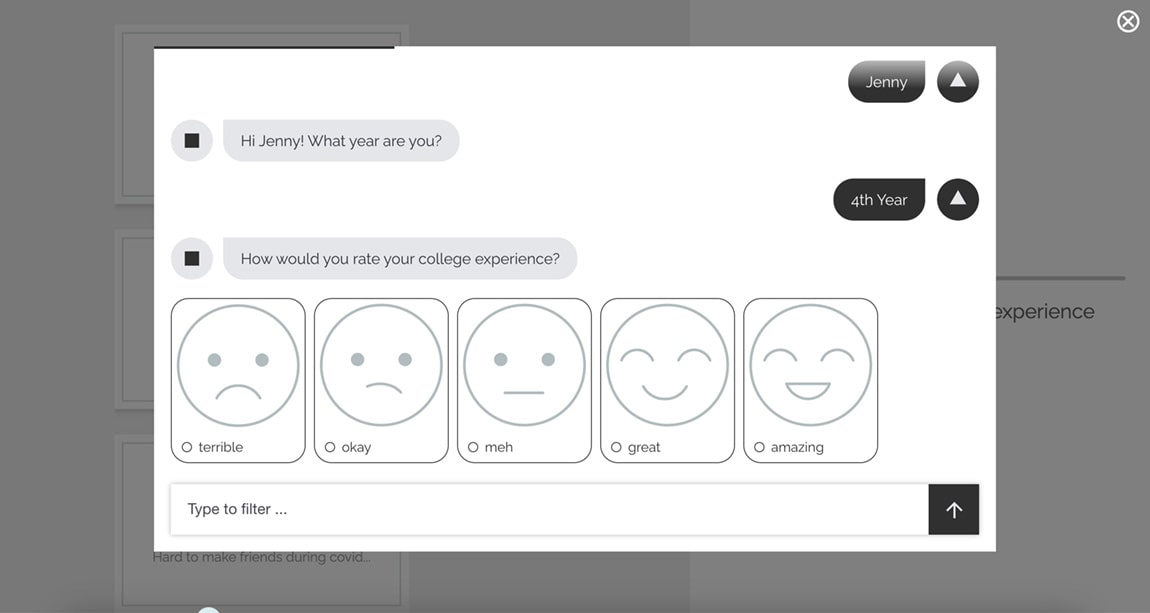 Jenny
Hi Jenny! What year are you?
4th Year
How would you rate your college experience?
experience
terrible
okay
meh
great
amazing
Type to filter ...
Hard to make friends during covid...